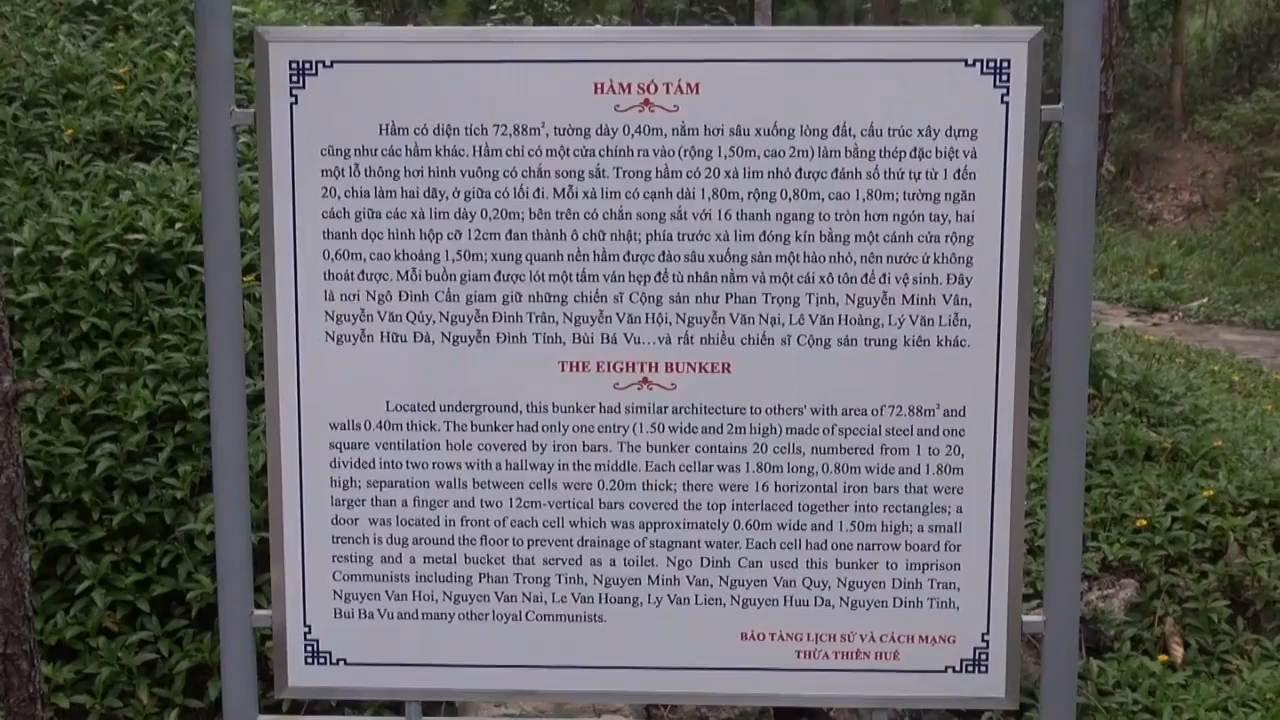 HẦM SỐ TÁM
Hầm có diện tích 72,88m², tường dày 0,40m, nằm hơi sâu xuống lòng đất, cấu trúc xây dựng
cũng như các hầm khác. Hầm chỉ có một cửa chính ra vào (rộng 1,50m, cao 2m) làm bằng thép đặc biệt và
một lỗ thông hơi hình vuông có chắn song sắt. Trong hầm có 20 xà lim nhỏ được đánh số thứ tự từ 1 đến
20, chia làm hai dãy, ở giữa có lối đi. Mỗi xà lim có cạnh dài 1,80m, rộng 0,80m, cao 1,80m; tường ngăn
cách giữa các xà lim dày 0,20m; bên trên có chắn song sắt với 16 thanh ngang to tròn hơn ngón tay, hai
thanh dọc hình hộp cỡ 12cm đan thành ô chữ nhật; phía trước xà lim đóng kín bằng một cánh cửa rộng
0,60m, cao khoảng 1,50m; xung quanh nền hầm được đào sâu xuống sàn một hào nhỏ, nên nước ứ không
thoát được. Mỗi buồn giam được lót một tấm ván hẹp để tù nhân nằm và một cái xô tôn để đi vệ sinh. Đây
là nơi Ngô Đình Cẩn giam giữ những chiến sĩ Cộng sản như Phan Trọng Tịnh, Nguyễn Minh Vân,
Nguyễn Văn Qúy, Nguyễn Đình Trân, Nguyễn Văn Hội, Nguyễn Văn Nại, Lê Văn Hoàng, Lý Văn Liễn,
Nguyễn Hữu Đà, Nguyễn Đình Tính, Bùi Bá Vu...và rất nhiều chiến sĩ Cộng sản trung kiên khác.
THE EIGHTH BUNKER
Located underground, this bunker had similar architecture to others' with area of 72.88m² and
walls 0.40m thick. The bunker had only one entry (1.50 wide and 2m high) made of special steel and one
square ventilation hole covered by iron bars. The bunker contains 20 cells, numbered from 1 to 20,
divided into two rows with a hallway in the middle. Each cellar was 1.80m long, 0.80m wide and 1.80m
high; separation walls between cells were 0.20m thick; there were 16 horizontal iron bars that were
larger than a finger and two 12cm-vertical bars covered the top interlaced together into rectangles; a
door was located in front of each cell which was approximately 0.60m wide and 1.50m high; a small
trench is dug around the floor to prevent drainage of stagnant water. Each cell had one narrow board for
resting and a metal bucket that served as a toilet. Ngo Dinh Can used this bunker to imprison
Communists including Phan Trong Tinh, Nguyen Minh Van, Nguyen Van Quy, Nguyen Dinh Tran,
Nguyen Van Hoi, Nguyen Van Nai, Le Van Hoang, Ly Van Lien, Nguyen Huu Da, Nguyen Dinh Tinh,
Bui Ba Vu and many other loyal Communists.
BẢO TÀNG LỊCH SỬ VÀ CÁCH MẠNG
THỪA THIÊN HUẾ